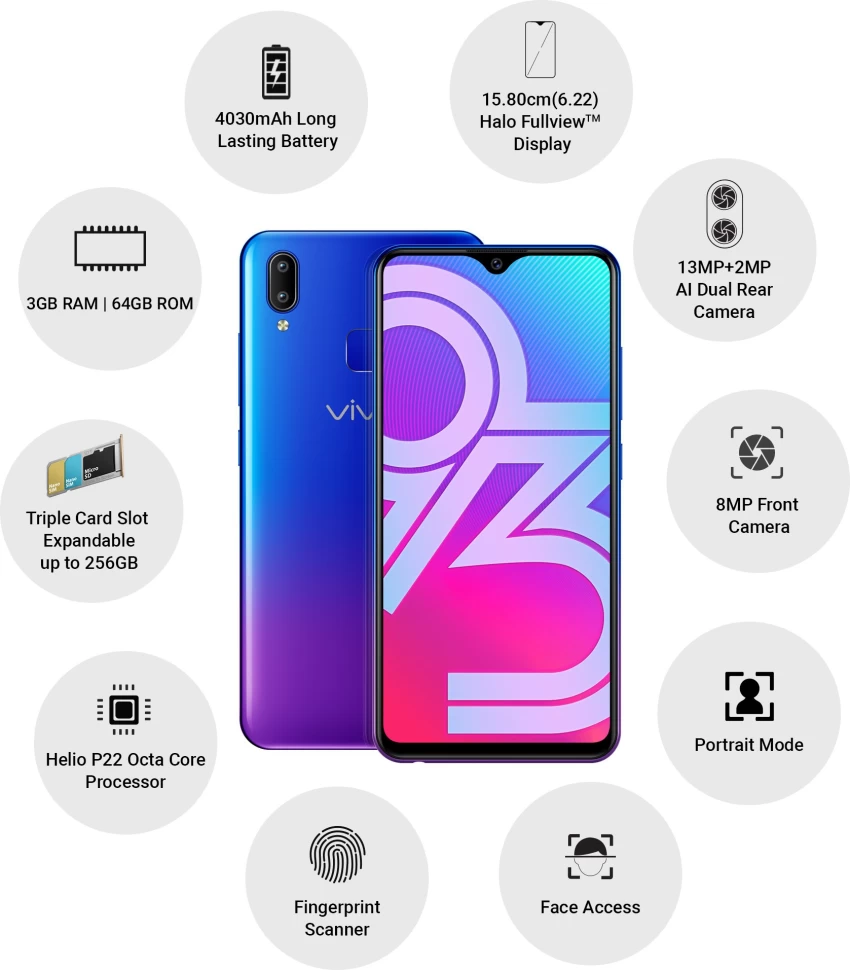 4030mAh Long
Lasting Battery
15.80cm(6.22)
Halo Fullview™
Display
3GB RAM | 64GB ROM
13MP+2MP
AI Dual Rear
Camera
viv
93
Nano
SIM
Nano
SIM
Micro
SD
Triple Card Slot
Expandable
up to 256GB
8MP Front
Camera
Helio P22 Octa Core
Processor
Portrait Mode
Fingerprint
Scanner
Face Access